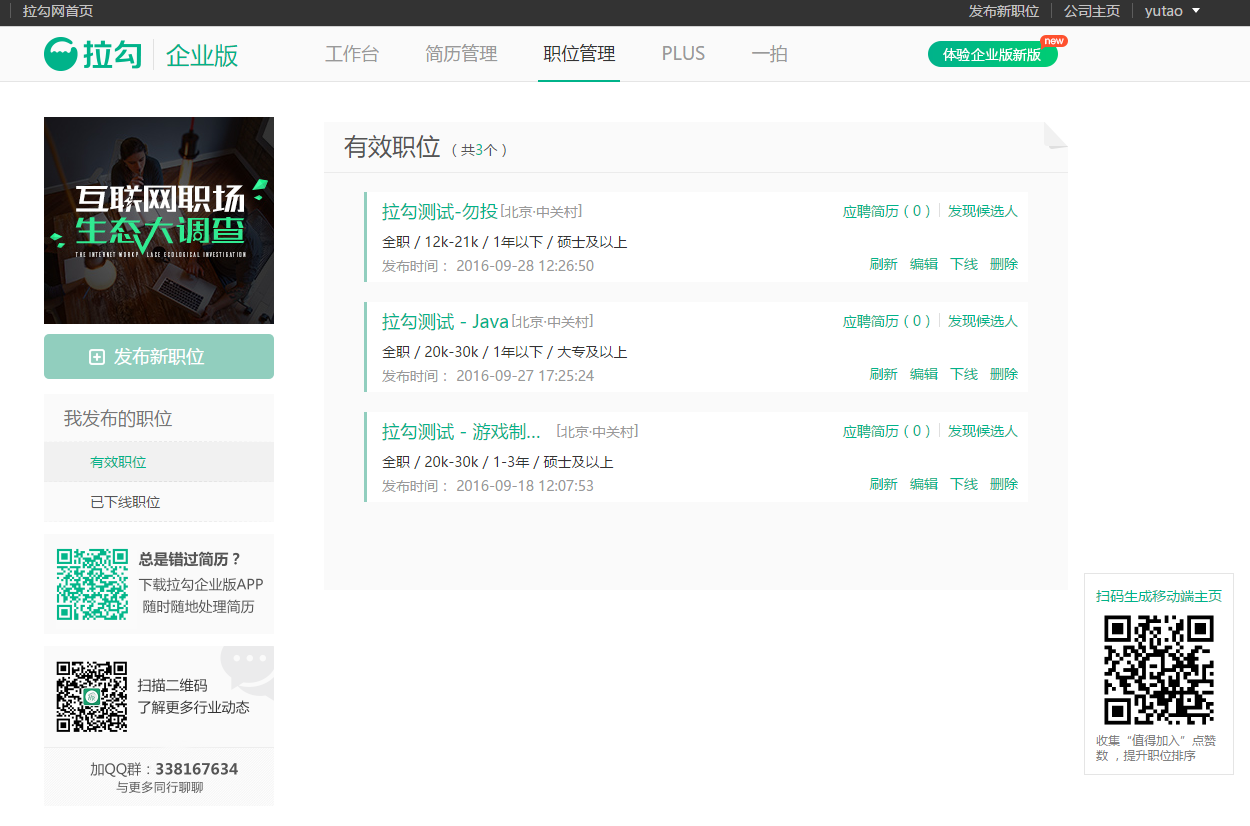 拉勾网首页
发布新职位 公司主页 yutao
拉勾 企业版 工作台 简历管理 职位管理 PLUS 一拍 体验企业版新版 new
互联网职场
生态大调查
THE INTERNET WORKPLACE ECOLOGICAL INVESTIGATION
发布新职位
我发布的职位
有效职位
已下线职位
总是错过简历？
下载拉勾企业版APP
随时随地处理简历
扫描二维码
了解更多行业动态
加QQ群：338167634
与更多同行聊聊
有效职位（共3个）
拉勾测试-勿投[北京·中关村] 应聘简历（0） 发现候选人
全职 / 12k-21k / 1年以下 / 硕士及以上
发布时间： 2016-09-28 12:26:50 刷新 编辑 下线 删除
拉勾测试 - Java[北京·中关村] 应聘简历（0） 发现候选人
全职 / 20k-30k / 1年以下 / 大专及以上
发布时间： 2016-09-27 17:25:24 刷新 编辑 下线 删除
拉勾测试 - 游戏制... [北京·中关村] 应聘简历（0） 发现候选人
全职 / 20k-30k / 1-3年 / 硕士及以上
发布时间： 2016-09-18 12:07:53 刷新 编辑 下线 删除
扫码生成移动端主页
收集“值得加入”点赞
数，提升职位排序